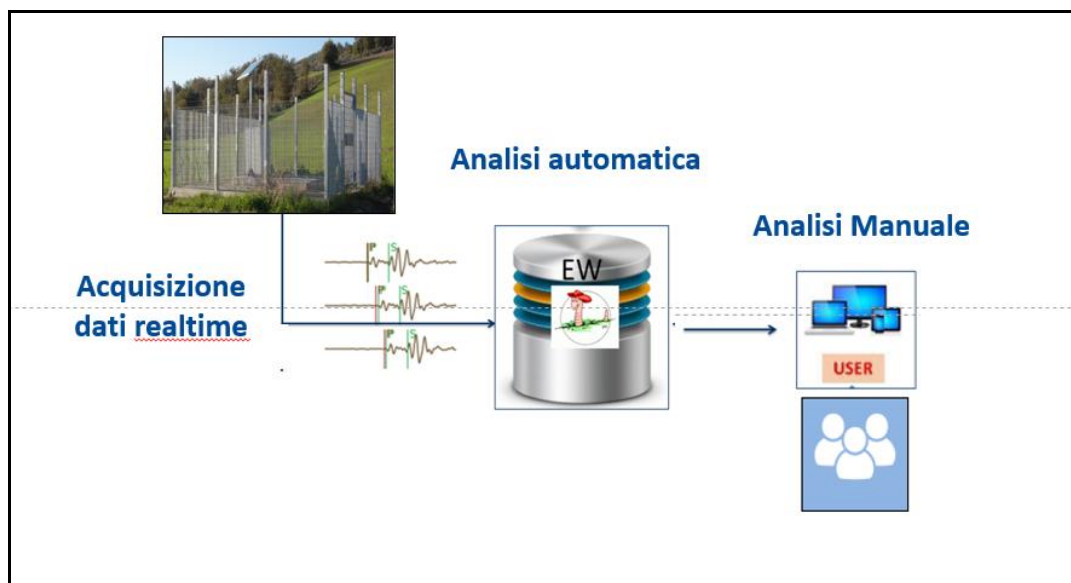 Analisi automatica
Analisi Manuale
Acquisizione
dati realtime
P S
P S
P S
EW
USER